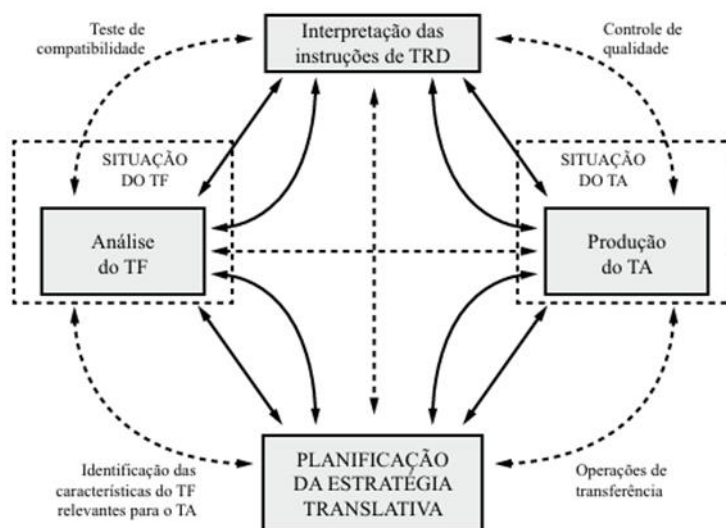 Teste de
compatibilidade
Interpretação das
instruções de TRD
Controle de
qualidade
SITUAÇÃO
DO TF
SITUAÇÃO
DO TA
Análise
do TF
Produção
do TA
Identificação das
características do TF
relevantes para o TA
PLANIFICAÇÃO
DA ESTRATÉGIA
TRANSLATIVA
Operações de
transferência